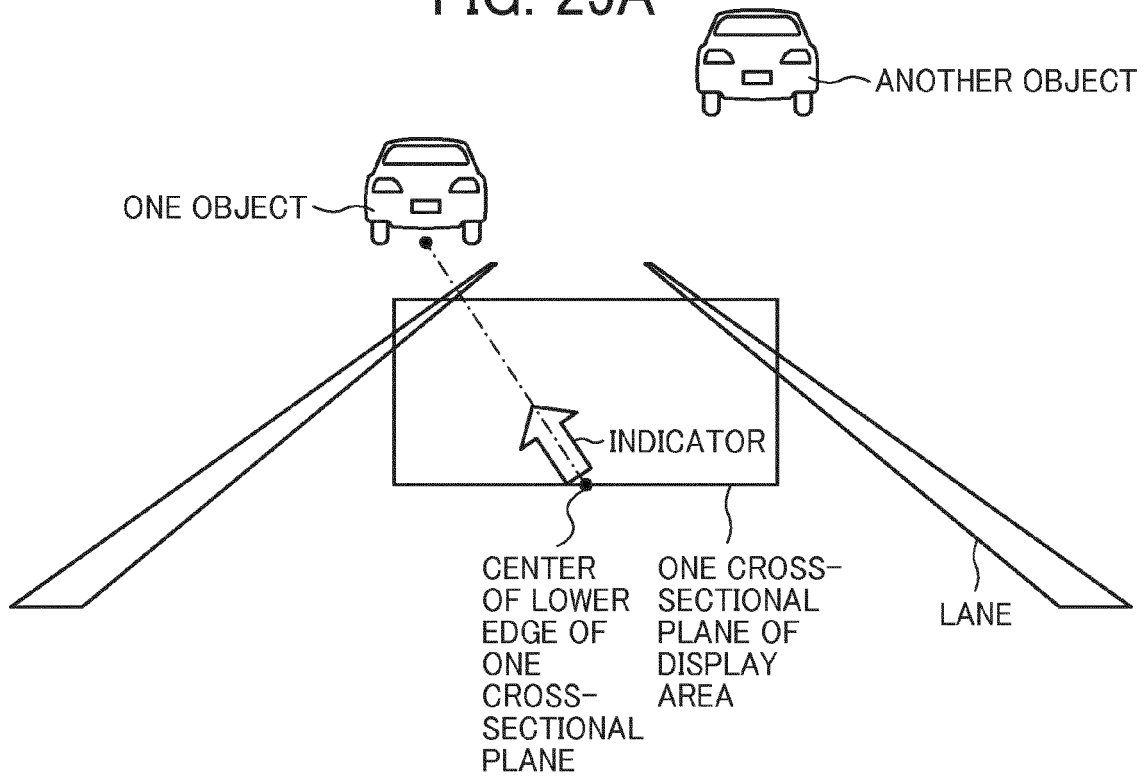 FIG.
ANOTHER OBJECT
ONE OBJECT
INDICATOR
CENTER
OF LOWER
EDGE OF
ONE
CROSS-
SECTIONAL
PLANE
ONE CROSS-
SECTIONAL
PLANE OF
DISPLAY
AREA
LANE